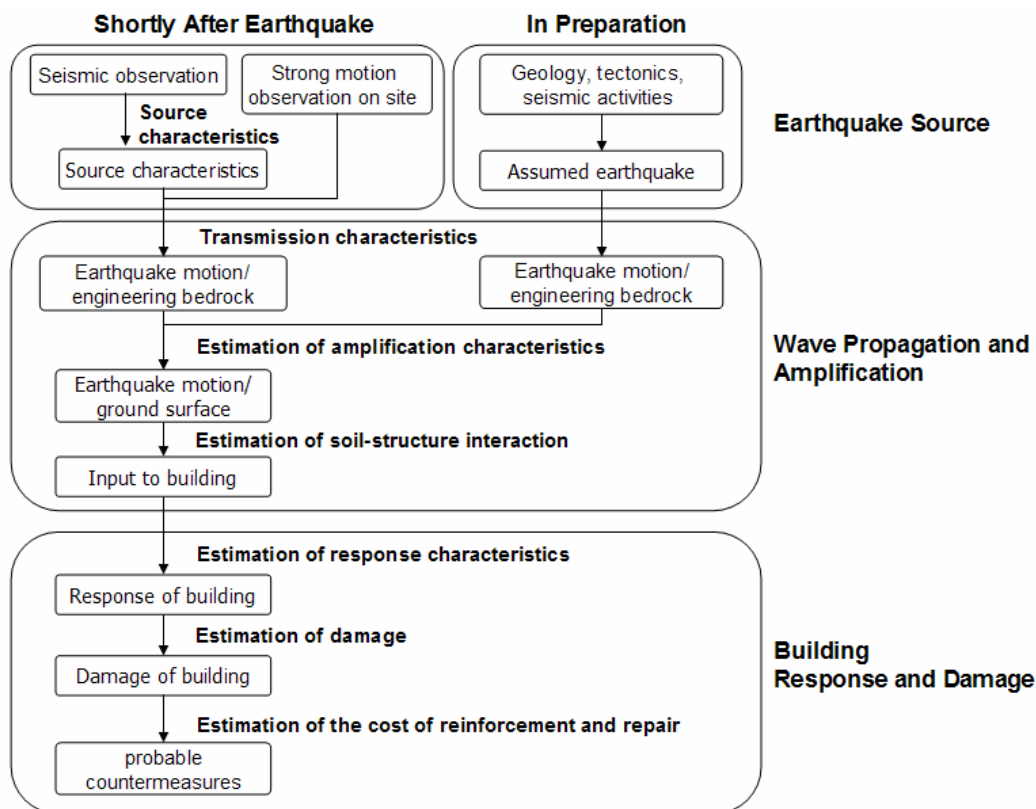 Shortly After Earthquake
In Preparation
Seismic observation
Strong motion
observation on site
Source
characteristics
Source characteristics
Geology, tectonics,
seismic activities
Assumed earthquake
Earthquake Source
Transmission characteristics
Earthquake motion/
engineering bedrock
Earthquake motion/
engineering bedrock
Estimation of amplification characteristics
Earthquake motion/
ground surface
Estimation of soil-structure interaction
Input to building
Wave Propagation and
Amplification
Estimation of response characteristics
Response of building
Estimation of damage
Damage of building
Estimation of the cost of reinforcement and repair
probable
countermeasures
Building
Response and Damage